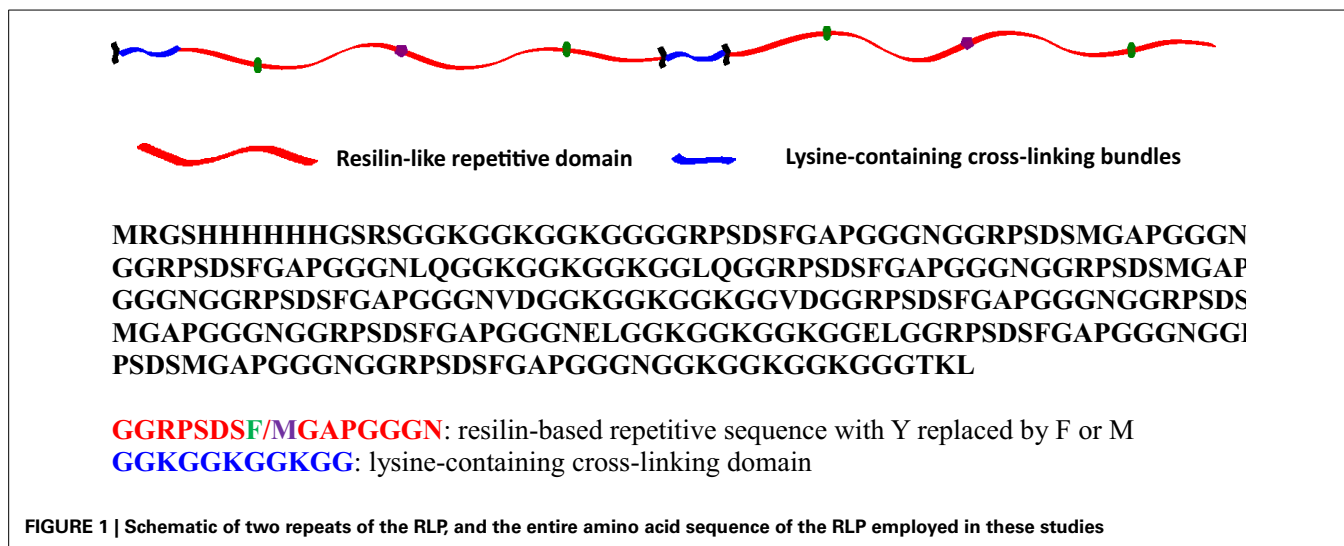 Resilin-like repetitive domain Lysine-containing cross-linking bundles
MRGSHHHHHHGSRSGGKGGKGGKGGGGRPSDSFGAPGGGNGGRPSDSMGAPGGGN
GGRPSDSFGAPGGGNLQGGKGGKGGKGGLQGGRPSDSFGAPGGGNGGRPSDSMGAP
GGGNGGRPSDSFGAPGGGNVDGGKGGKGGKGGVDGGRPSDSFGAPGGGNGGRPSDS
MGAPGGGNGGRPSDSFGAPGGGNELGGKGGKGGKGGELGGRPSDSFGAPGGGNGG
PSDSMGAPGGGNGGRPSDSFGAPGGGNGGKGGKGGKGGGTKL
GGRPSDSF/MGAPGGGN: resilin-based repetitive sequence with Y replaced by F or M
GGKGGKGGKGG: lysine-containing cross-linking domain
FIGURE 1 | Schematic of two repeats of the RLP, and the entire amino acid sequence of the RLP employed in these studies